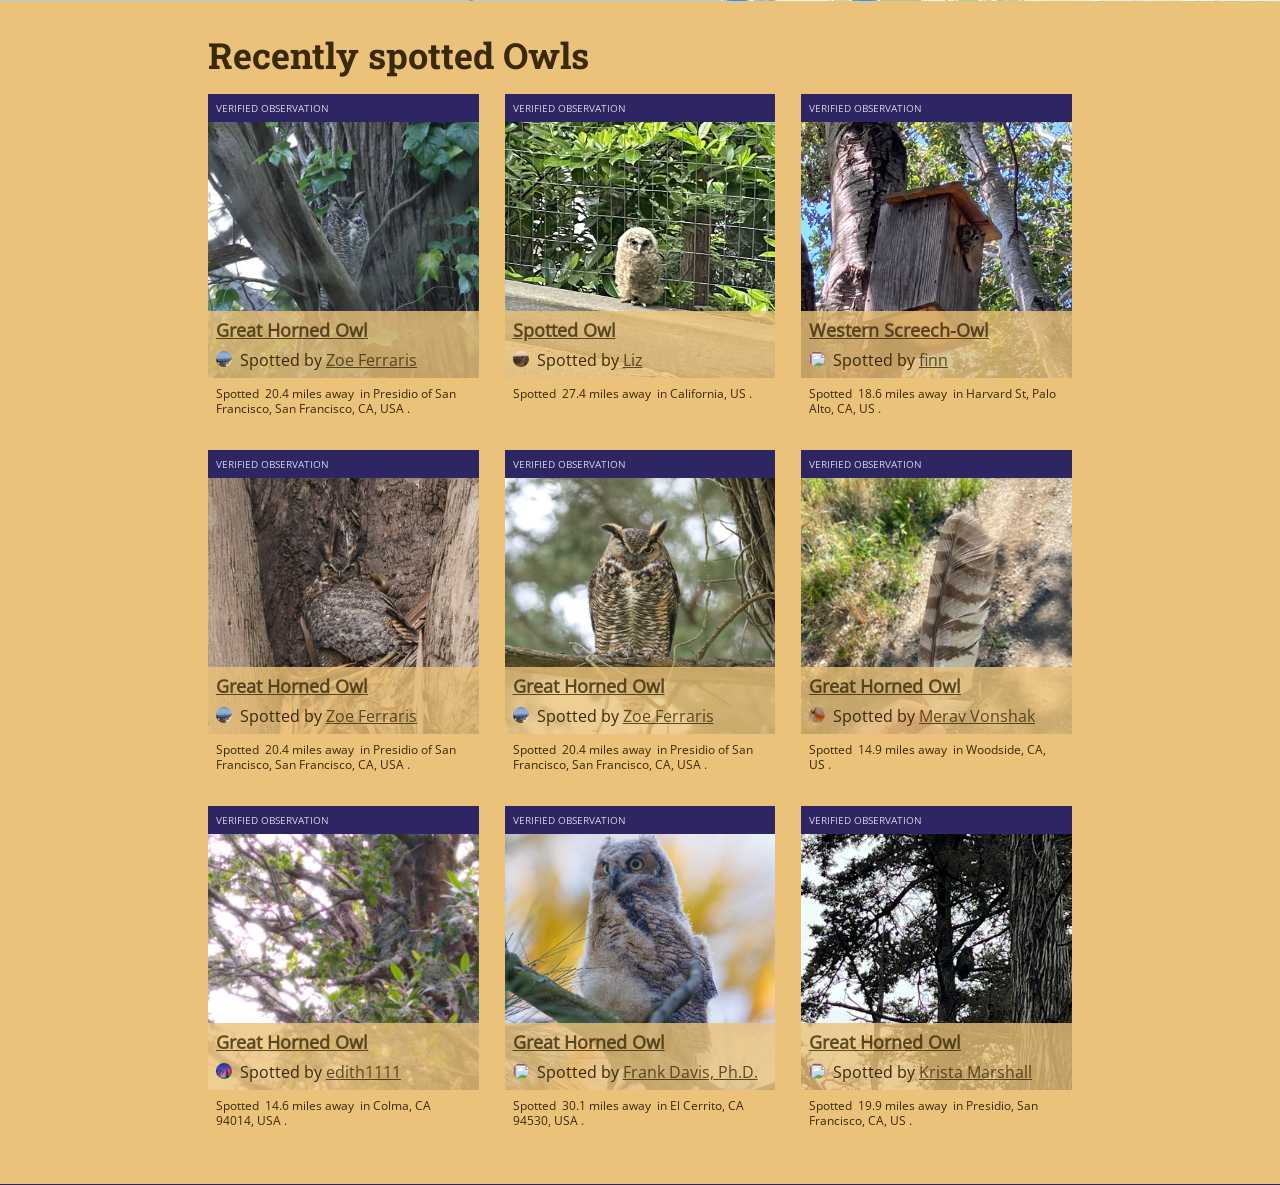 Recently spotted Owls
VERIFIED OBSERVATION
Great Horned Owl
Spotted by Zoe Ferraris
Spotted 20.4 miles away in Presidio of San
Francisco, San Francisco, CA, USA .
VERIFIED OBSERVATION
Spotted Owl
Spotted by Liz
Spotted 27.4 miles away in California, US .
VERIFIED OBSERVATION
Western Screech-Owl
Spotted by finn
Spotted 18.6 miles away in Harvard St, Palo
Alto, CA, US .
VERIFIED OBSERVATION
Great Horned Owl
Spotted by Zoe Ferraris
Spotted 20.4 miles away in Presidio of San
Francisco, San Francisco, CA, USA .
VERIFIED OBSERVATION
Great Horned Owl
Spotted by Zoe Ferraris
Spotted 20.4 miles away in Presidio of San
Francisco, San Francisco, CA, USA .
VERIFIED OBSERVATION
Great Horned Owl
Spotted by Merav Vonshak
Spotted 14.9 miles away in Woodside, CA,
US .
VERIFIED OBSERVATION
Great Horned Owl
Spotted by edith1111
Spotted 14.6 miles away in Colma, CA
94014, USA .
VERIFIED OBSERVATION
Great Horned Owl
Spotted by Frank Davis, Ph.D.
Spotted 30.1 miles away in El Cerrito, CA
94530, USA .
VERIFIED OBSERVATION
Great Horned Owl
Spotted by Krista Marshall
Spotted 19.9 miles away in Presidio, San
Francisco, CA, US .